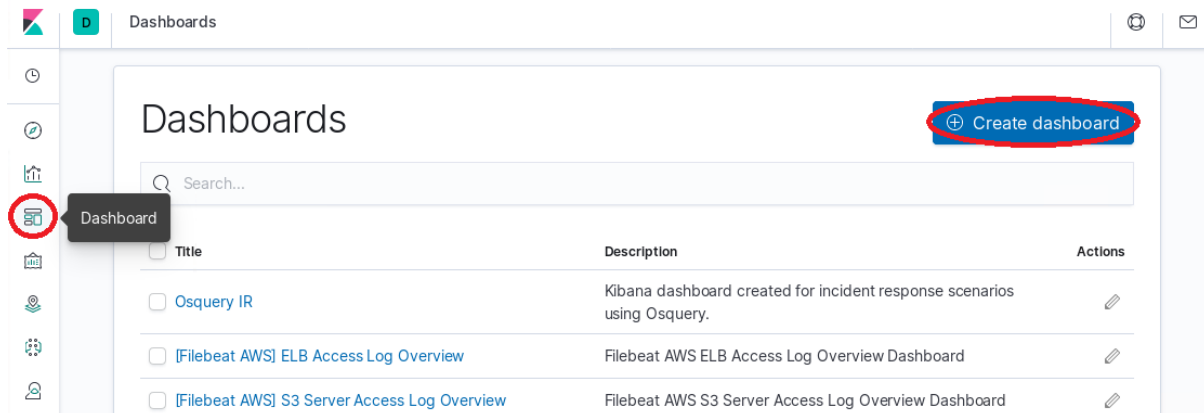 D Dashboards
Dashboards
Create dashboard
Search...
Dashboard
Title Description Actions
Osquery IR Kibana dashboard created for incident response scenarios
using Osquery.
[Filebeat AWS] ELB Access Log Overview Filebeat AWS ELB Access Log Overview Dashboard
[Filebeat AWS] S3 Server Access Log Overview Filebeat AWS S3 Server Access Log Overview Dashboard